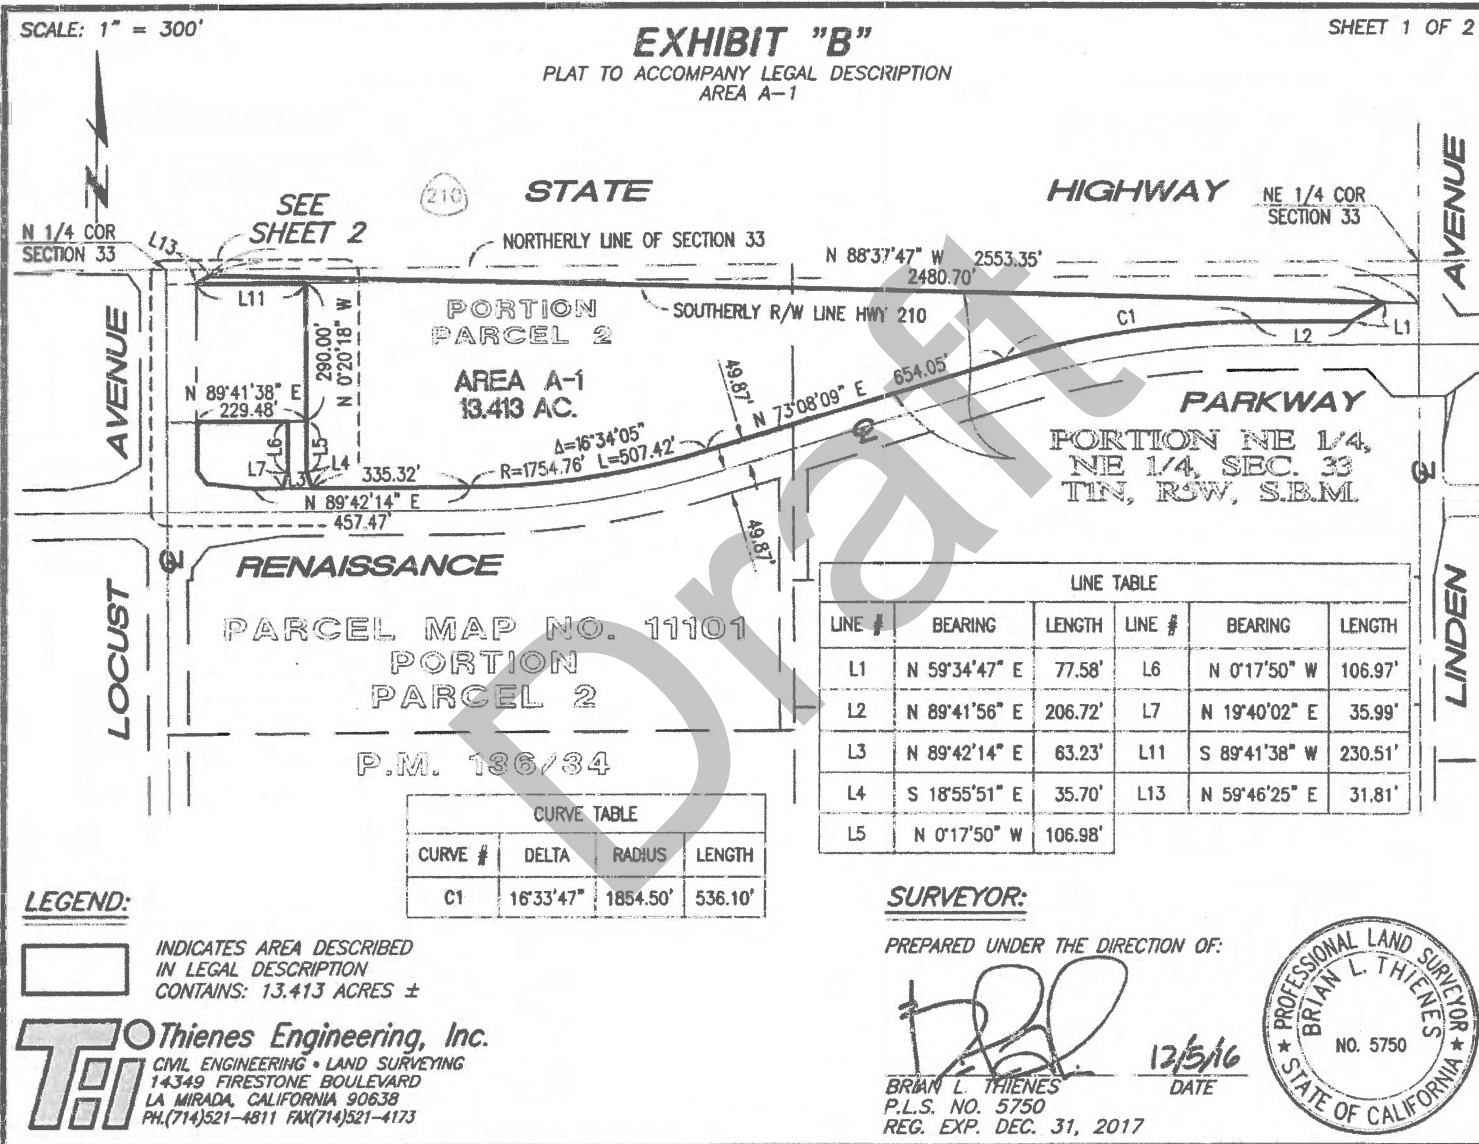 SCALE: 1" = 300'
EXHIBIT "B"
SHEET 1 OF 2
PLAT TO ACCOMPANY LEGAL DESCRIPTION
AREA A-1
N
SEE
SHEET 2
210
STATE
HIGHWAY
NE 1/4 COR
SECTION 33
AVENUE
N 1/4 COR
SECTION 33
L13
NORTHERLY LINE OF SECTION 33
N 88°37'47" W 2553.35'
2480.70'
L11
PORTION
PARCEL 2
SOUTHERLY R/W LINE HWY 210
C1
L2
L1
AVENUE
290.00'
N 0°20'18" W
AREA A-1
13.413 AC.
N 89°41'38" E
229.48'
49.87'
N 73°08'09" E
654.05'
PARKWAY
PORTION NE 1/4,
NE 1/4, SEC. 33
T1N, R5W, S.B.M.
L6
L5
L7
L3
L4
335.32'
Δ=16°34'05"
R=1754.76' L=507.42'
N 89°42'14" E
457.47'
49.87'
RENAISSANCE
LOCUST
PARCEL MAP NO. 11101
PORTION
PARCEL 2
P.M. 136/34
LINDEN
Draft
LINE TABLE
LINE # BEARING LENGTH LINE # BEARING LENGTH
L1 N 59°34'47" E 77.58' L6 N 0°17'50" W 106.97'
L2 N 89°41'56" E 206.72' L7 N 19°40'02" E 35.99'
L3 N 89°42'14" E 63.23' L11 S 89°41'38" W 230.51'
L4 S 18°55'51" E 35.70' L13 N 59°46'25" E 31.81'
L5 N 0°17'50" W 106.98'
CURVE TABLE
CURVE # DELTA RADIUS LENGTH
C1 16°33'47" 1854.50' 536.10'
LEGEND:
INDICATES AREA DESCRIBED
IN LEGAL DESCRIPTION
CONTAINS: 13.413 ACRES ±
Thienes Engineering, Inc.
CIVIL ENGINEERING • LAND SURVEYING
14349 FIRESTONE BOULEVARD
LA MIRADA, CALIFORNIA 90638
PH.(714)521-4811 FAX(714)521-4173
SURVEYOR:
PREPARED UNDER THE DIRECTION OF:
12/5/16
BRIAN L. THIENES DATE
P.L.S. NO. 5750
REG. EXP. DEC. 31, 2017
PROFESSIONAL LAND SURVEYOR
BRIAN L. THIENES
NO. 5750
STATE OF CALIFORNIA